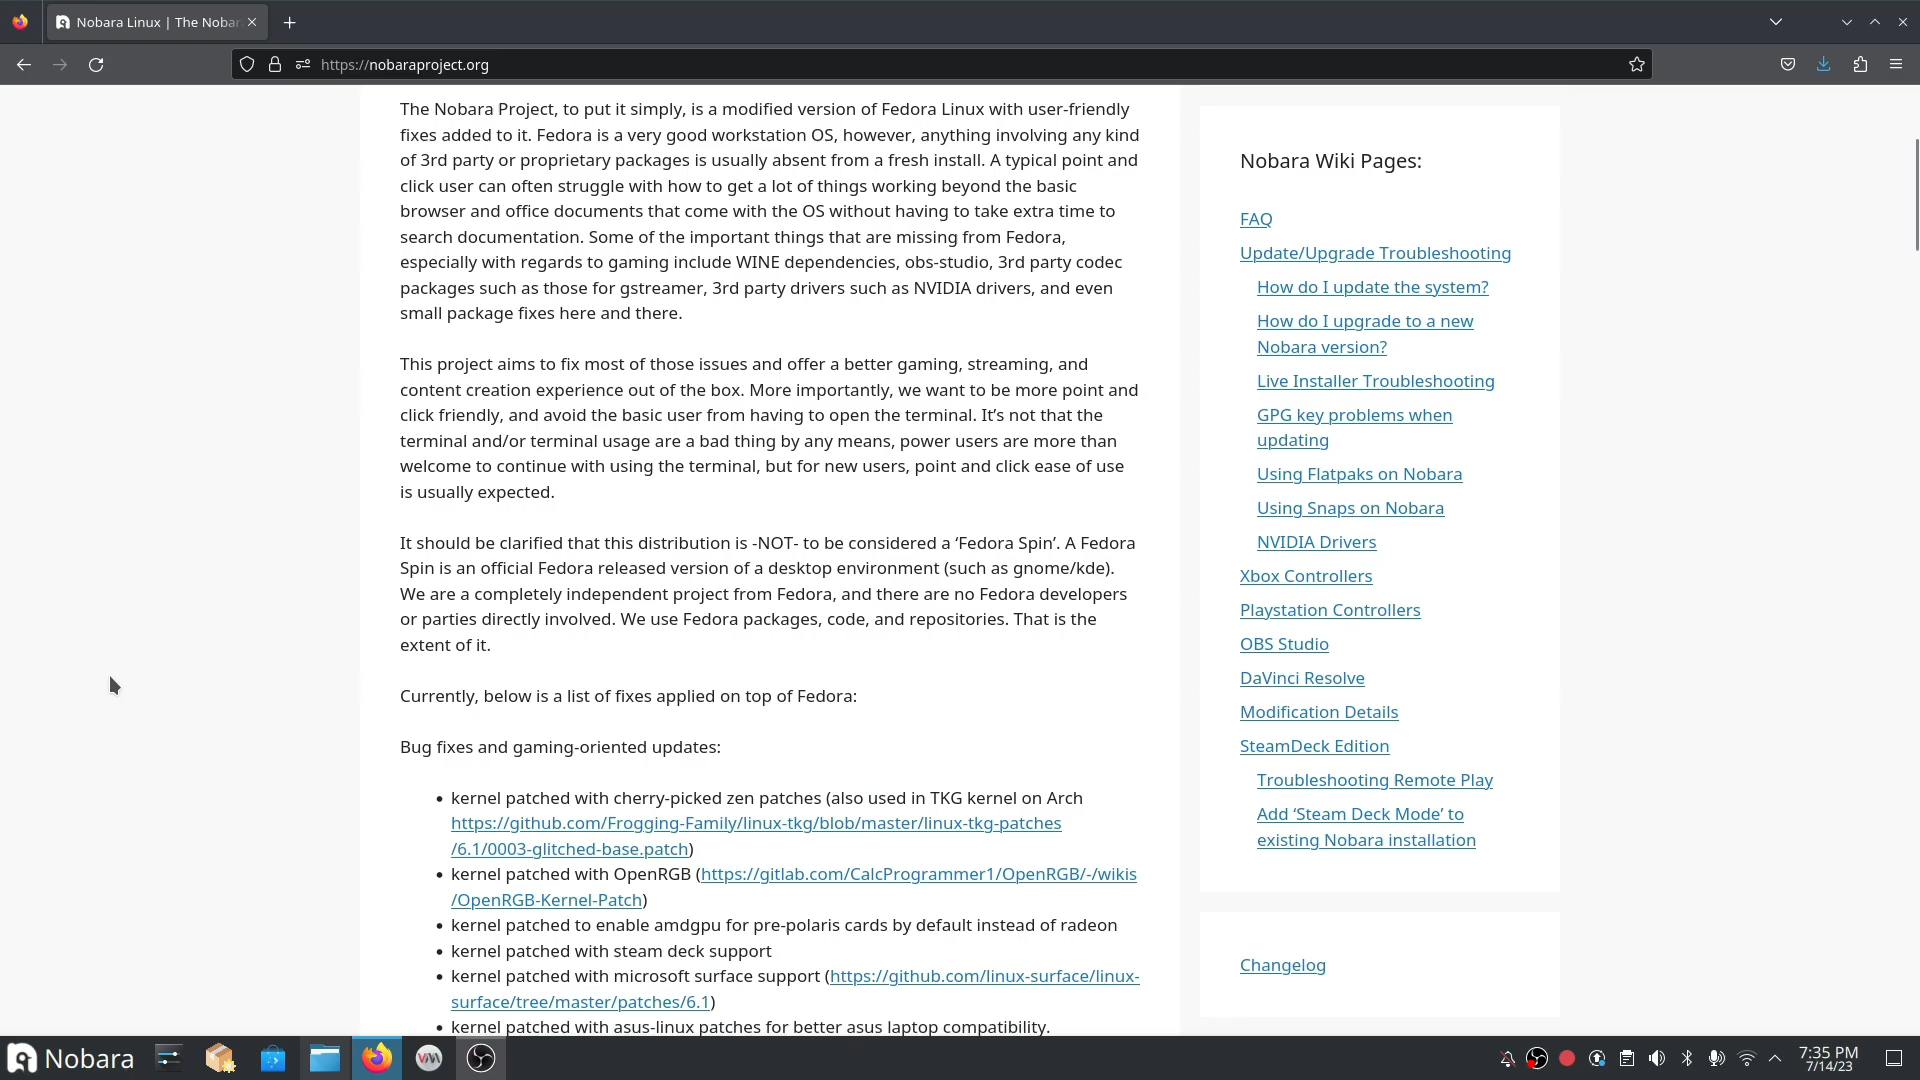 Nobara Linux | The Nobar
https://nobaraproject.org
The Nobara Project, to put it simply, is a modified version of Fedora Linux with user-friendly
fixes added to it. Fedora is a very good workstation OS, however, anything involving any kind
of 3rd party or proprietary packages is usually absent from a fresh install. A typical point and
click user can often struggle with how to get a lot of things working beyond the basic
browser and office documents that come with the OS without having to take extra time to
search documentation. Some of the important things that are missing from Fedora,
especially with regards to gaming include WINE dependencies, obs-studio, 3rd party codec
packages such as those for gstreamer, 3rd party drivers such as NVIDIA drivers, and even
small package fixes here and there.
This project aims to fix most of those issues and offer a better gaming, streaming, and
content creation experience out of the box. More importantly, we want to be more point and
click friendly, and avoid the basic user from having to open the terminal. It’s not that the
terminal and/or terminal usage are a bad thing by any means, power users are more than
welcome to continue with using the terminal, but for new users, point and click ease of use
is usually expected.
It should be clarified that this distribution is -NOT- to be considered a ‘Fedora Spin’. A Fedora
Spin is an official Fedora released version of a desktop environment (such as gnome/kde).
We are a completely independent project from Fedora, and there are no Fedora developers
or parties directly involved. We use Fedora packages, code, and repositories. That is the
extent of it.
Currently, below is a list of fixes applied on top of Fedora:
Bug fixes and gaming-oriented updates:
• kernel patched with cherry-picked zen patches (also used in TKG kernel on Arch
https://github.com/Frogging-Family/linux-tkg/blob/master/linux-tkg-patches
/6.1/0003-glitched-base.patch)
• kernel patched with OpenRGB (https://gitlab.com/CalcProgrammer1/OpenRGB/-/wikis
/OpenRGB-Kernel-Patch)
• kernel patched to enable amdgpu for pre-polaris cards by default instead of radeon
• kernel patched with steam deck support
• kernel patched with microsoft surface support (https://github.com/linux-surface/linux-
surface/tree/master/patches/6.1)
• kernel patched with asus-linux patches for better asus laptop compatibility.
Nobara Wiki Pages:
FAQ
Update/Upgrade Troubleshooting
How do I update the system?
How do I upgrade to a new
Nobara version?
Live Installer Troubleshooting
GPG key problems when
updating
Using Flatpaks on Nobara
Using Snaps on Nobara
NVIDIA Drivers
Xbox Controllers
Playstation Controllers
OBS Studio
DaVinci Resolve
Modification Details
SteamDeck Edition
Troubleshooting Remote Play
Add ‘Steam Deck Mode’ to
existing Nobara installation
Changelog
Nobara
7:35 PM
7/14/23